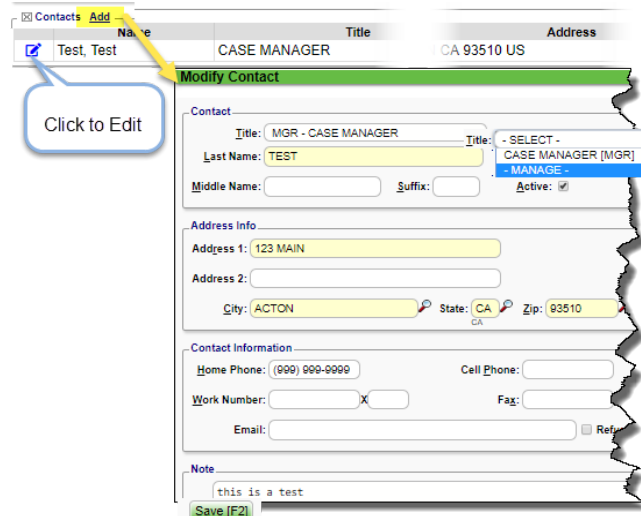 Contacts Add
Name Title Address
Test, Test CASE MANAGER CA 93510 US
Click to Edit
Modify Contact
Contact
Title: MGR - CASE MANAGER Title: - SELECT -
CASE MANAGER [MGR]
- MANAGE -
Last Name: TEST
Middle Name: Suffix: Active:
Address Info
Address 1: 123 MAIN
Address 2:
City: ACTON State: CA Zip: 93510
CA
Contact Information
Home Phone: (999) 999-9999 Cell Phone:
Work Number: X Fax:
Email:
Note
this is a test
Save [F2]